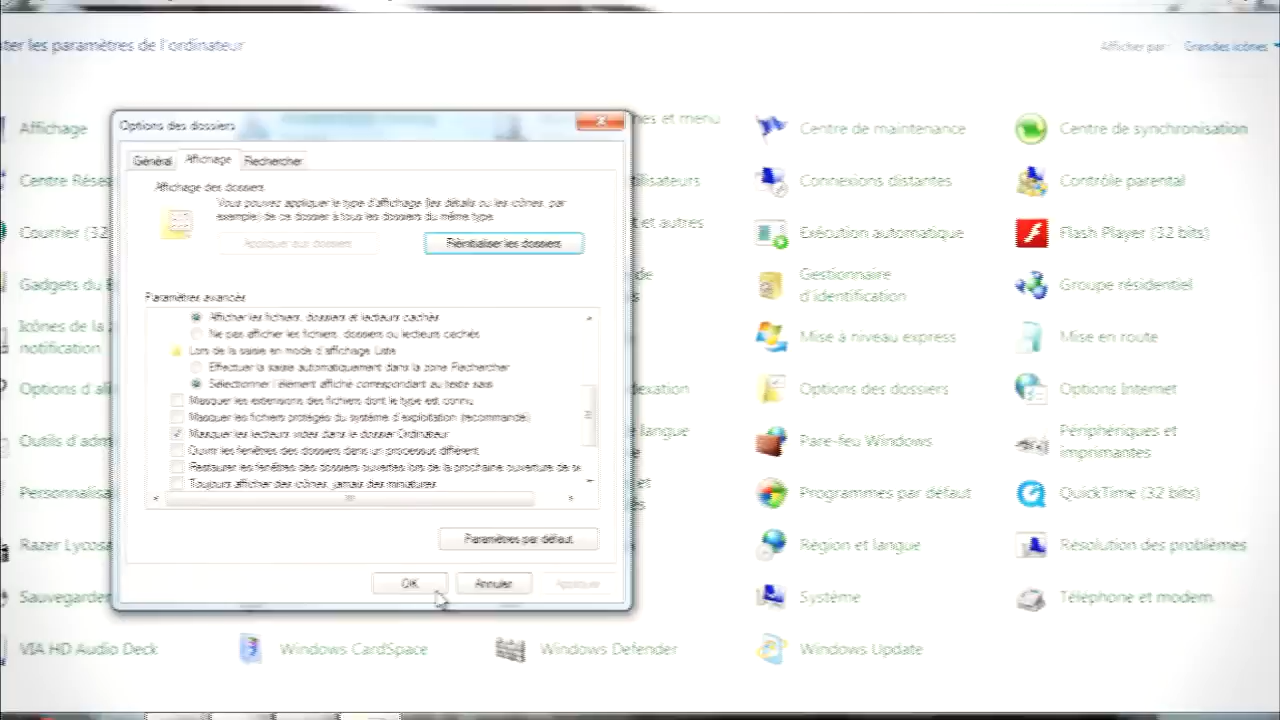 ter les paramètres de l'ordinateur
Afficher par : Grandes icônes
Affichage
Centre Rése
Courrier (32
Gadgets du B
Icônes de la
notification
Options d'ali
Outils d'adm
Personnalisa
Razer Lycosa
Sauvegarder
VIA HD Audio Deck
Options des dossiers
Général
Affichage
Rechercher
Affichage des dossiers
Vous pouvez appliquer le type d'affichage (les détails ou les icônes, par
exemple) de ce dossier à tous les dossiers du même type.
Appliquer aux dossiers
Réinitialiser les dossiers
Paramètres avancés
Afficher les fichiers, dossiers et lecteurs cachés
Ne pas afficher les fichiers, dossiers ou lecteurs cachés
Lors de la saisie en mode d'affichage Liste
Effectuer la saisie automatiquement dans la zone Rechercher
Sélectionner l'élément affiché correspondant au texte saisi
Masquer les extensions des fichiers dont le type est connu
Masquer les fichiers protégés du système d'exploitation (recommandé)
Masquer les lecteurs vides dans le dossier Ordinateur
Ouvrir les fenêtres des dossiers dans un processus différent
Restaurer les fenêtres des dossiers ouvertes lors de la prochaine ouverture de se
Toujours afficher des icônes, jamais des miniatures
Paramètres par défaut
OK
Annuler
Appliquer
es et menu
ilisateurs
t et autres
de
s
exation
langue
et
s
Windows CardSpace
Windows Defender
Centre de maintenance
Connexions distantes
Exécution automatique
Gestionnaire
d'identification
Mise à niveau express
Options des dossiers
Pare-feu Windows
Programmes par défaut
Région et langue
Système
Windows Update
Centre de synchronisation
Contrôle parental
Flash Player (32 bits)
Groupe résidentiel
Mise en route
Options Internet
Périphériques et
imprimantes
QuickTime (32 bits)
Résolution des problèmes
Téléphone et modem